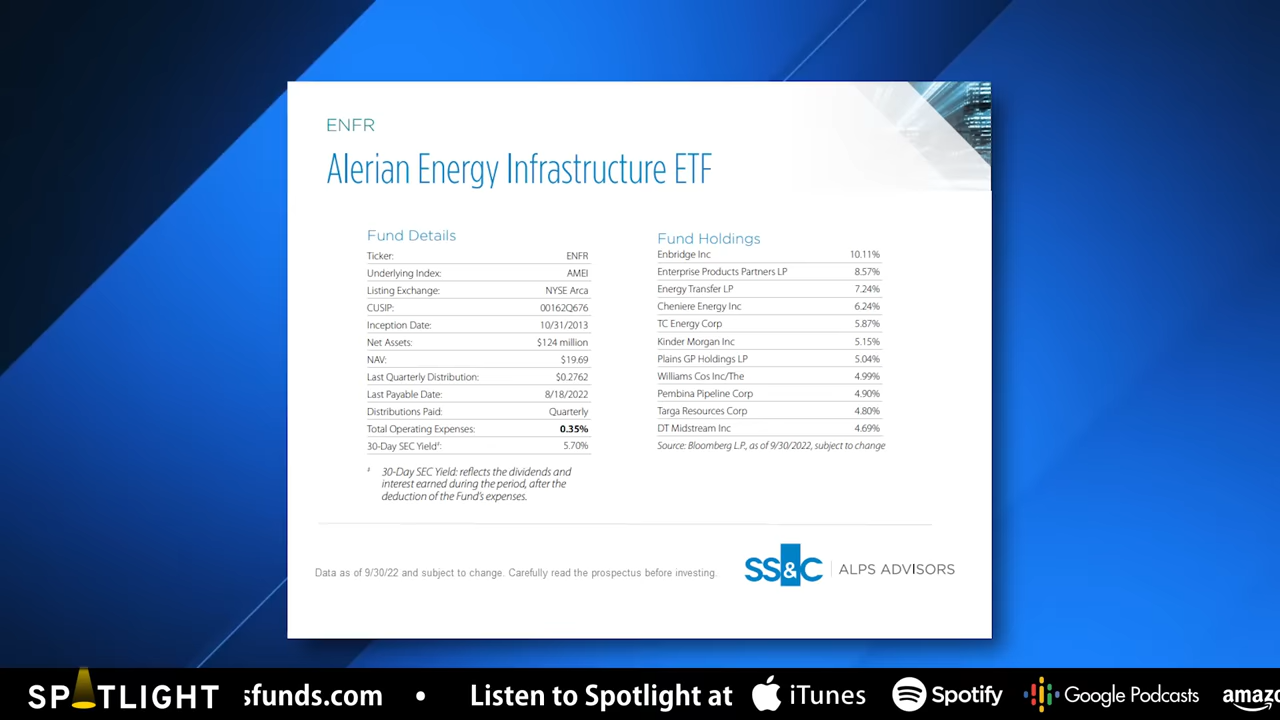 ENFR
Alerian Energy Infrastructure ETF
Fund Details
Ticker: ENFR
Underlying Index: AMEI
Listing Exchange: NYSE Arca
CUSIP: 00162Q676
Inception Date: 10/31/2013
Net Assets: $124 million
NAV: $19.69
Last Quarterly Distribution: $0.2762
Last Payable Date: 8/18/2022
Distributions Paid: Quarterly
Total Operating Expenses: 0.35%
30-Day SEC Yield‡: 5.70%
‡ 30-Day SEC Yield: reflects the dividends and
interest earned during the period, after the
deduction of the Fund's expenses.
Fund Holdings
Enbridge Inc 10.11%
Enterprise Products Partners LP 8.57%
Energy Transfer LP 7.24%
Cheniere Energy Inc 6.24%
TC Energy Corp 5.87%
Kinder Morgan Inc 5.15%
Plains GP Holdings LP 5.04%
Williams Cos Inc/The 4.99%
Pembina Pipeline Corp 4.90%
Targa Resources Corp 4.80%
DT Midstream Inc 4.69%
Source: Bloomberg L.P., as of 9/30/2022, subject to change
Data as of 9/30/22 and subject to change. Carefully read the prospectus before investing.
SS&C | ALPS ADVISORS
SPOTLIGHT sfunds.com • Listen to Spotlight at iTunes Spotify Google Podcasts amazo